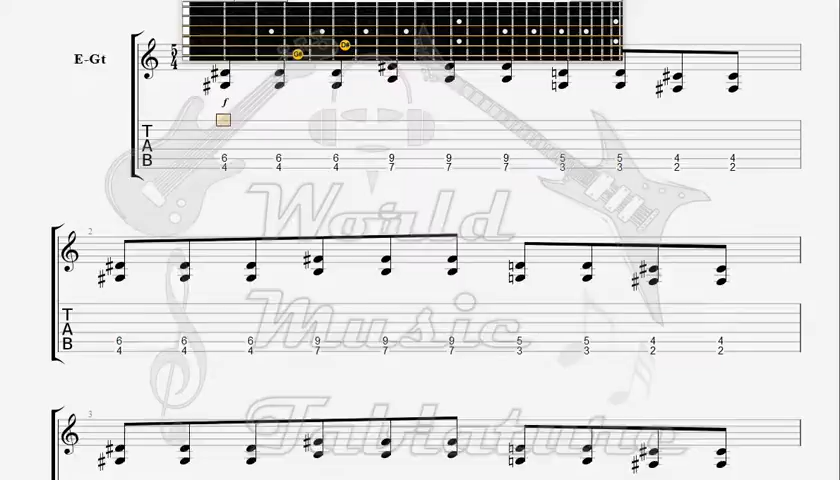 G# D#
E-Gt
5
4
f
T
A
B
6 6 6 9 9 9 5 5 4 4
4 4 4 7 7 7 3 3 2 2
World
2
T
A
B
6 6 6 9 9 9 5 5 4 4
4 4 4 7 7 7 3 3 2 2
Music
3
Tablature